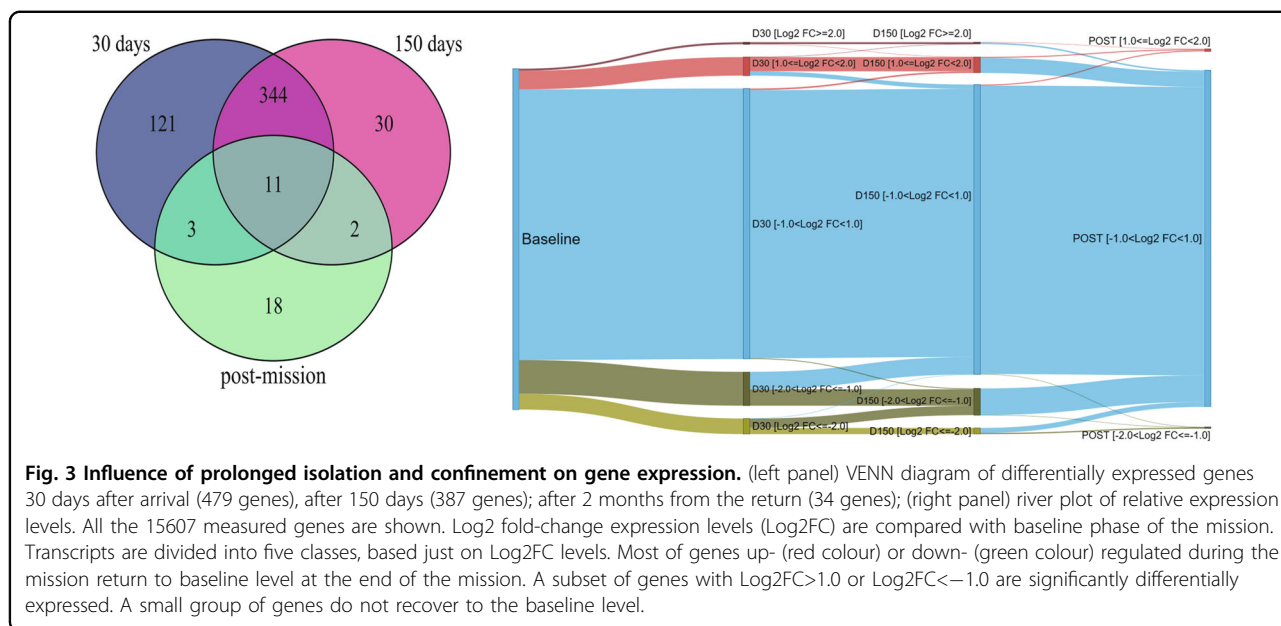 30 days
150 days
344
121
30
11
3
2
18
post-mission
D30 [Log2 FC>=2.0]
D150 [Log2 FC>=2.0]
POST [1.0<=Log2 FC<2.0]
D30 [1.0<=Log2 FC<2.0]
D150 [1.0<=Log2 FC<2.0]
Baseline
D30 [-1.0<Log2 FC<1.0]
D150 [-1.0<Log2 FC<1.0]
POST [-1.0<Log2 FC<1.0]
D30 [-2.0<Log2 FC<=-1.0]
D150 [-2.0<Log2 FC<=-1.0]
D30 [Log2 FC<=-2.0]
D150 [Log2 FC<=-2.0]
POST [-2.0<Log2 FC<=-1.0]
Fig. 3 Influence of prolonged isolation and confinement on gene expression. (left panel) VENN diagram of differentially expressed genes
30 days after arrival (479 genes), after 150 days (387 genes); after 2 months from the return (34 genes); (right panel) river plot of relative expression
levels. All the 15607 measured genes are shown. Log2 fold-change expression levels (Log2FC) are compared with baseline phase of the mission.
Transcripts are divided into five classes, based just on Log2FC levels. Most of genes up- (red colour) or down- (green colour) regulated during the
mission return to baseline level at the end of the mission. A subset of genes with Log2FC>1.0 or Log2FC<−1.0 are significantly differentially
expressed. A small group of genes do not recover to the baseline level.